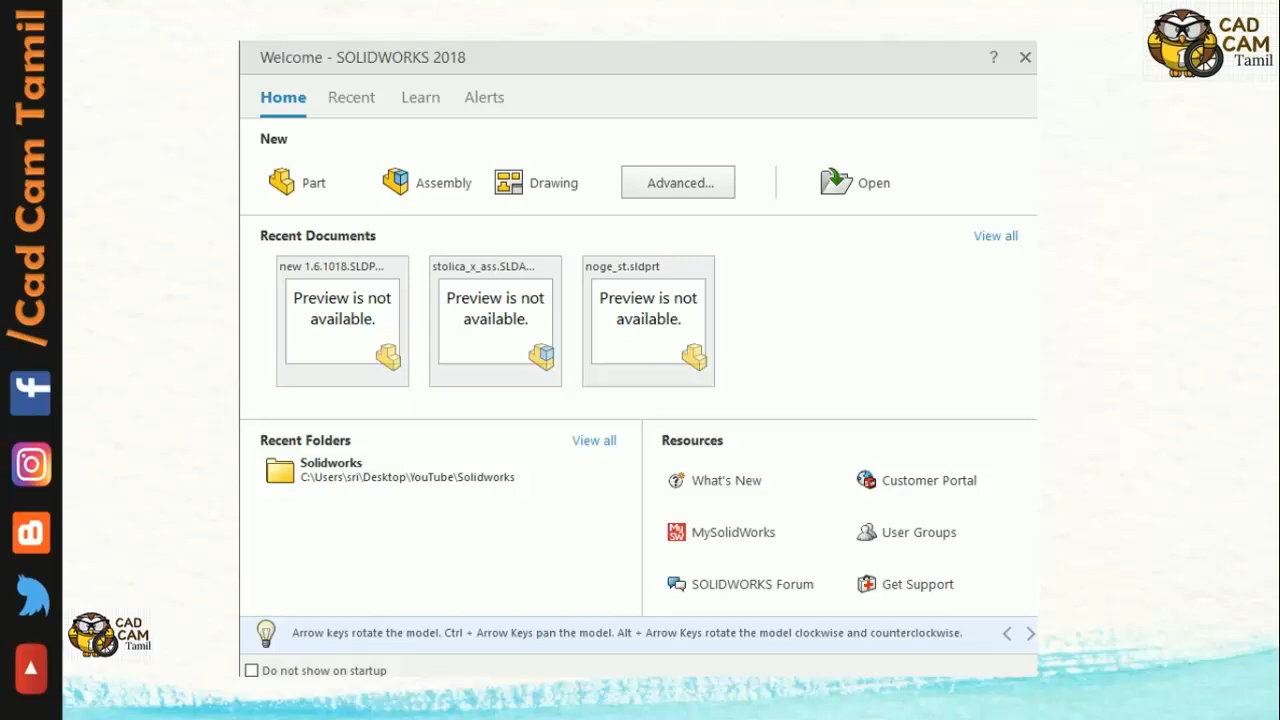 /Cad Cam Tamil
CAD
CAM
Tamil
Welcome - SOLIDWORKS 2018
?
Home Recent Learn Alerts
New
Part Assembly Drawing Advanced... Open
Recent Documents View all
new 1.6.1018.SLDP... stolica_x_ass.SLDA... noge_st.sldprt
Preview is not Preview is not Preview is not
available. available. available.
Recent Folders View all
Solidworks
C:\Users\sri\Desktop\YouTube\Solidworks
Resources
What's New Customer Portal
My
SW
MySolidWorks User Groups
SOLIDWORKS Forum Get Support
Arrow keys rotate the model. Ctrl + Arrow Keys pan the model. Alt + Arrow Keys rotate the model clockwise and counterclockwise.
Do not show on startup
CAD
CAM
Tamil